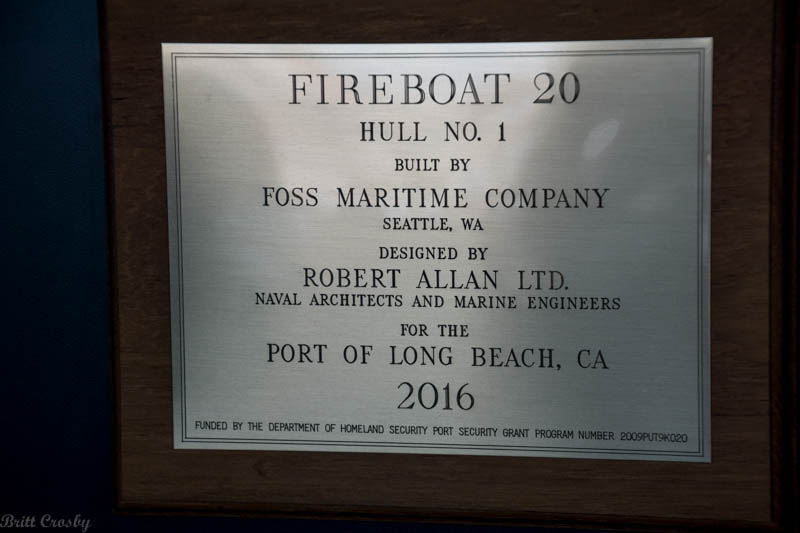 FIREBOAT 20
HULL NO. 1
BUILT BY
FOSS MARITIME COMPANY
SEATTLE, WA
DESIGNED BY
ROBERT ALLAN LTD.
NAVAL ARCHITECTS AND MARINE ENGINEERS
FOR THE
PORT OF LONG BEACH, CA
2016
FUNDED BY THE DEPARTMENT OF HOMELAND SECURITY PORT SECURITY GRANT PROGRAM NUMBER 2009PUT9K020
Britt Crosby